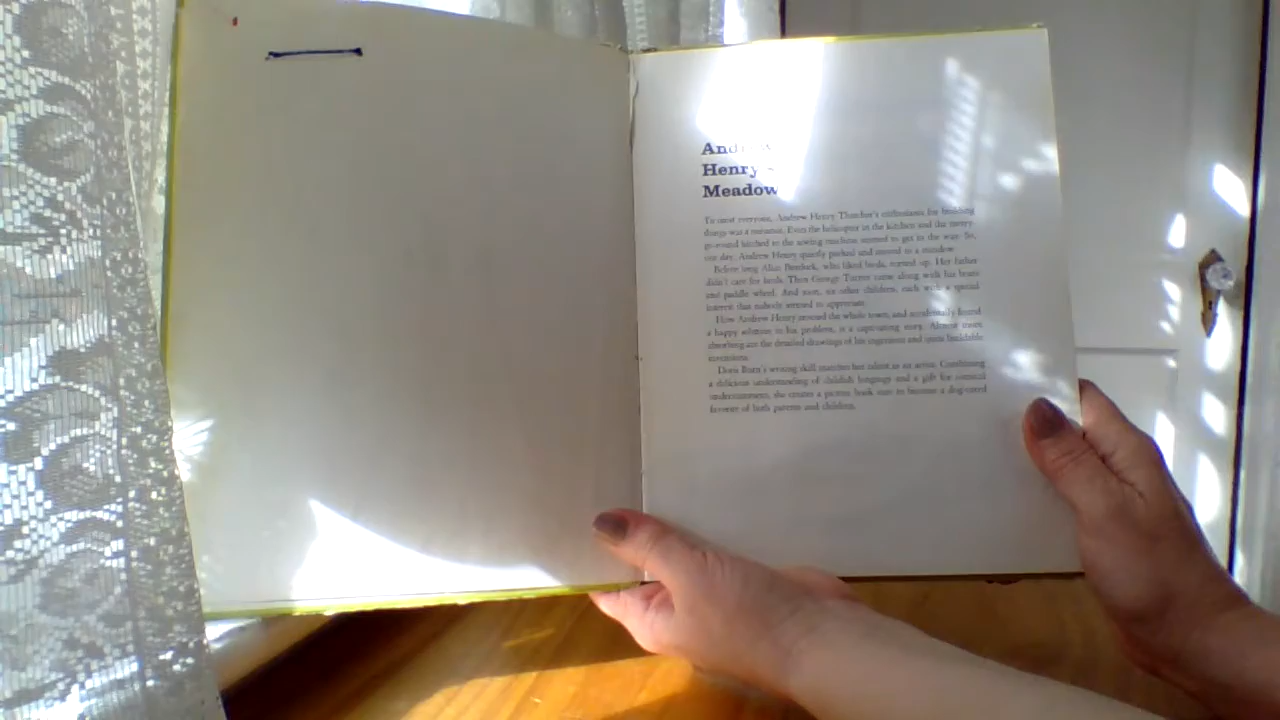 Andrew
Henry's
Meadow
To most everyone, Andrew Henry Thatcher's enthusiasm for building
things was a nuisance. Even the helicopter in the kitchen and the merry-
go-round hitched to the sewing machine seemed to get in the way. So,
one day, Andrew Henry quietly packed and moved to a meadow.
Before long Alice Burdock, who liked birds, turned up. Her father
didn't care for birds. Then George Turner came along with his boats
and paddle wheel. And soon, six other children, each with a special
interest that nobody seemed to appreciate.
How Andrew Henry aroused the whole town, and accidentally found
a happy solution to his problem, is a captivating story. Almost more
absorbing are the detailed drawings of his ingenious and quite buildable
inventions.
Doris Burn's writing skill matches her talent as an artist. Combining
a delicious understanding of childish longings and a gift for comical
understatement, she creates a picture book sure to become a dog-eared
favorite of both parents and children.